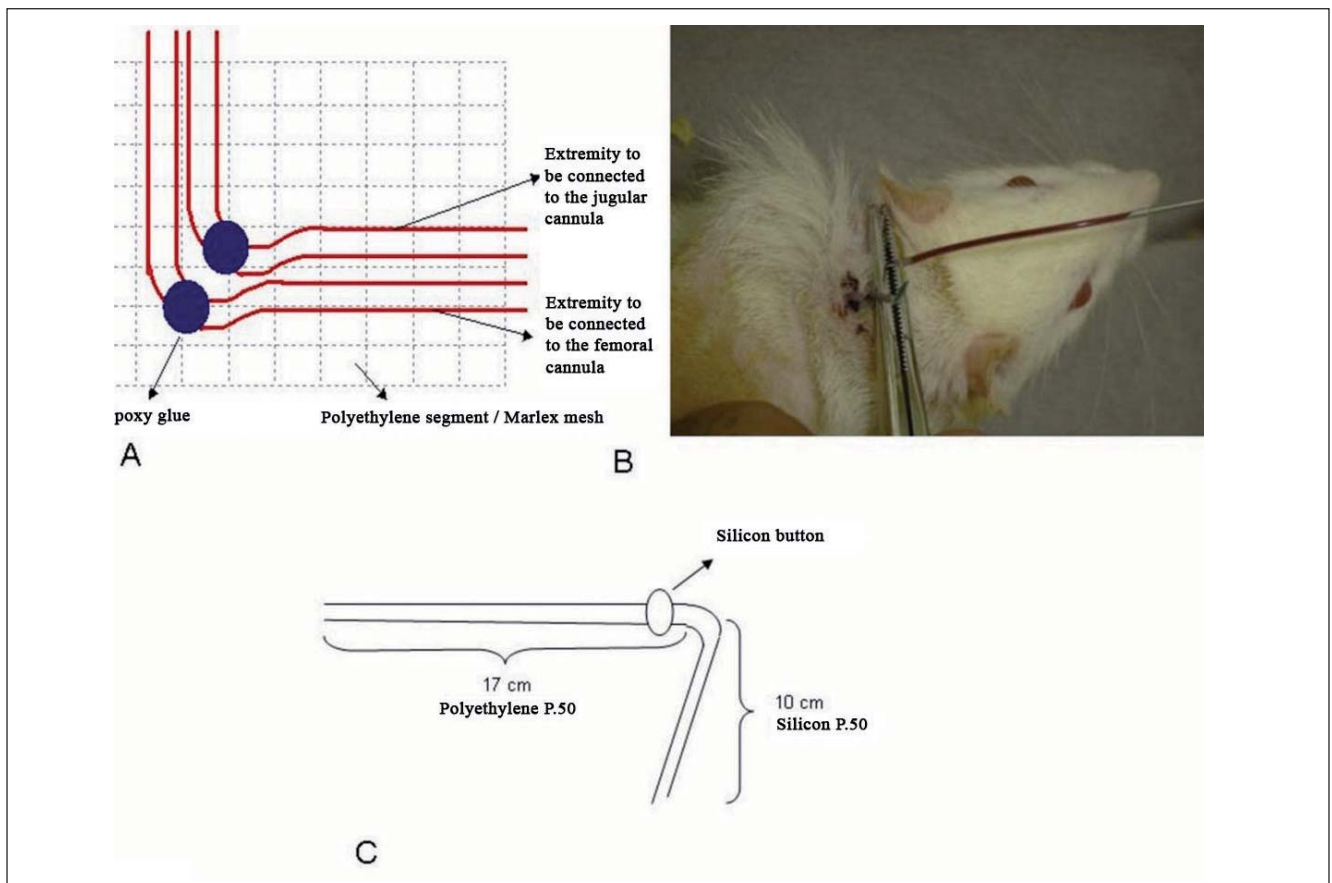 Extremity to
be connected
to the jugular
cannula
Extremity to
be connected
to the femoral
cannula
poxy glue
Polyethylene segment / Marlex mesh
A
B
Silicon button
17 cm
Polyethylene P.50
10 cm
Silicon P.50
C